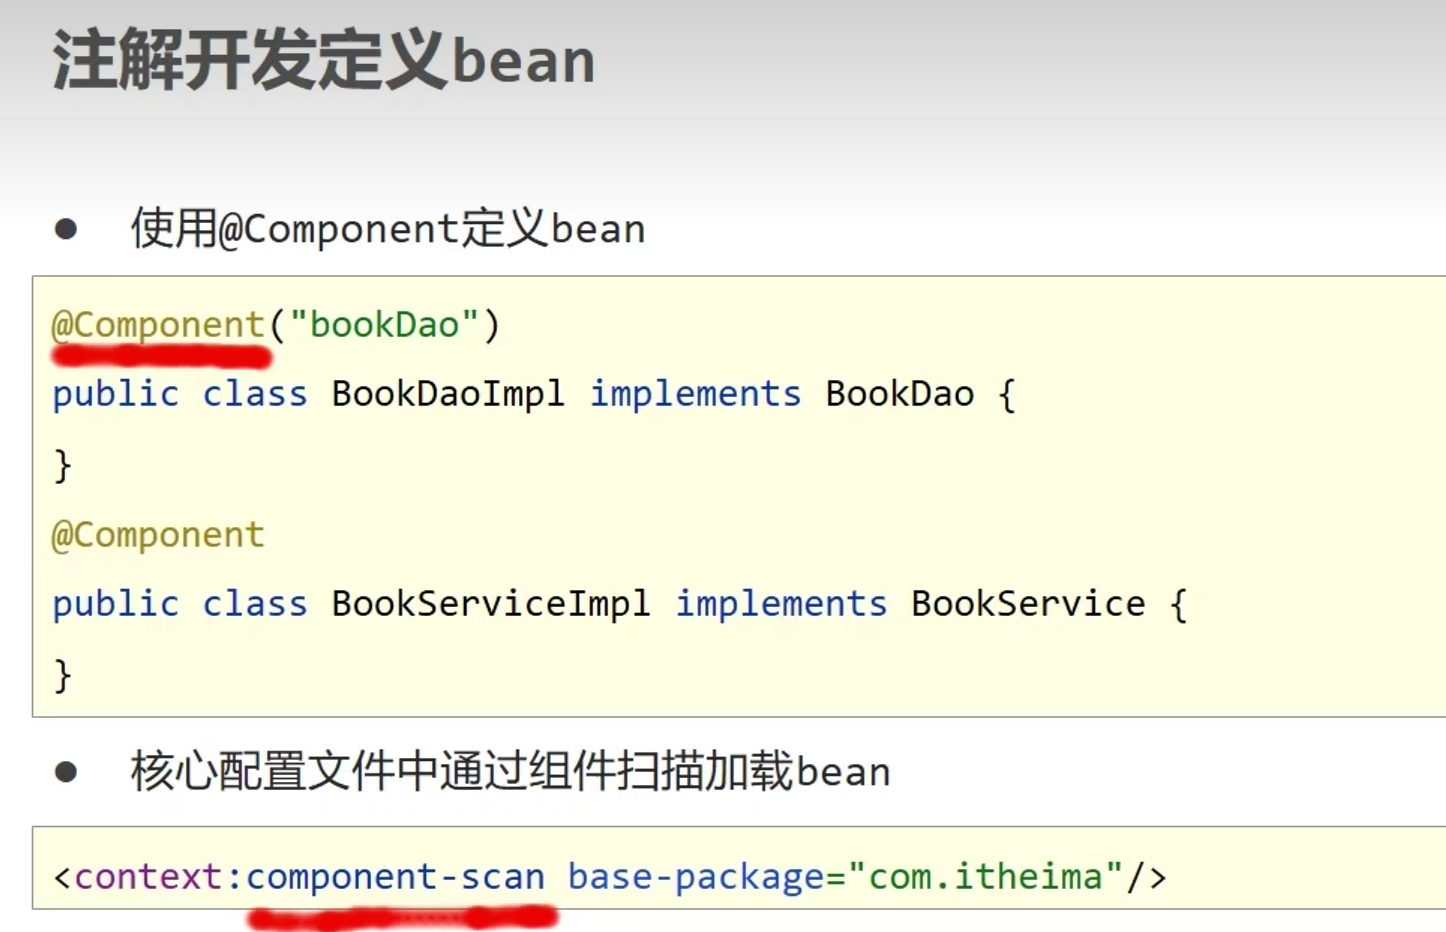 注解开发定义bean
● 使用@Component定义bean
@Component("bookDao")
public class BookDaoImpl implements BookDao {
}
@Component
public class BookServiceImpl implements BookService {
}
● 核心配置文件中通过组件扫描加载bean
<context:component-scan base-package="com.itheima"/>